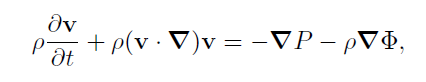 ρ ∂v/∂t + ρ(v · ∇)v = −∇P − ρ∇Φ,